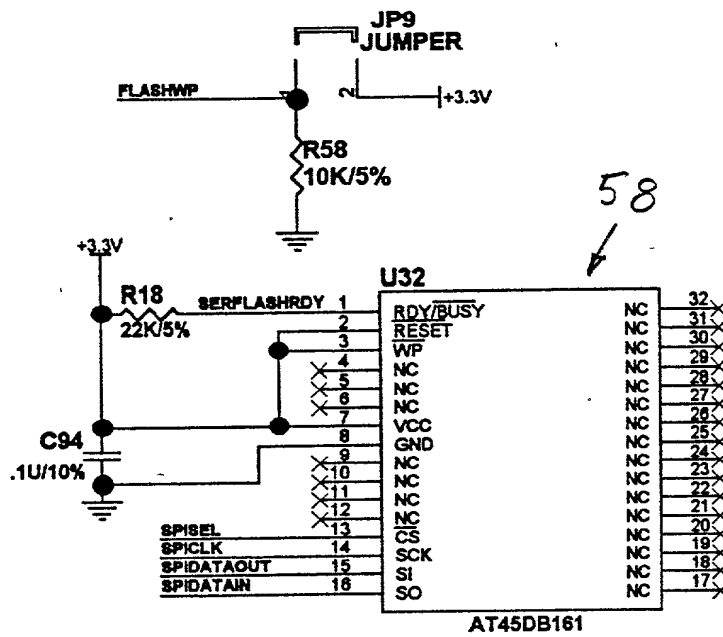 JP9
JUMPER
FLASHWP
2
+3.3V
R58
10K/5%
58
+3.3V
U32
R18
SERFLASHRDY
22K/5%
C94
.1U/10%
1 RDY/BUSY NC 32
2 RESET NC 31
3 WP NC 30
4 NC NC 29
5 NC NC 28
6 NC NC 27
7 VCC NC 26
8 GND NC 25
9 NC NC 24
10 NC NC 23
11 NC NC 22
12 NC NC 21
SPISEL 13 CS NC 20
SPICLK 14 SCK NC 19
SPIDATAOUT 15 SI NC 18
SPIDATAIN 16 SO NC 17
AT45DB161